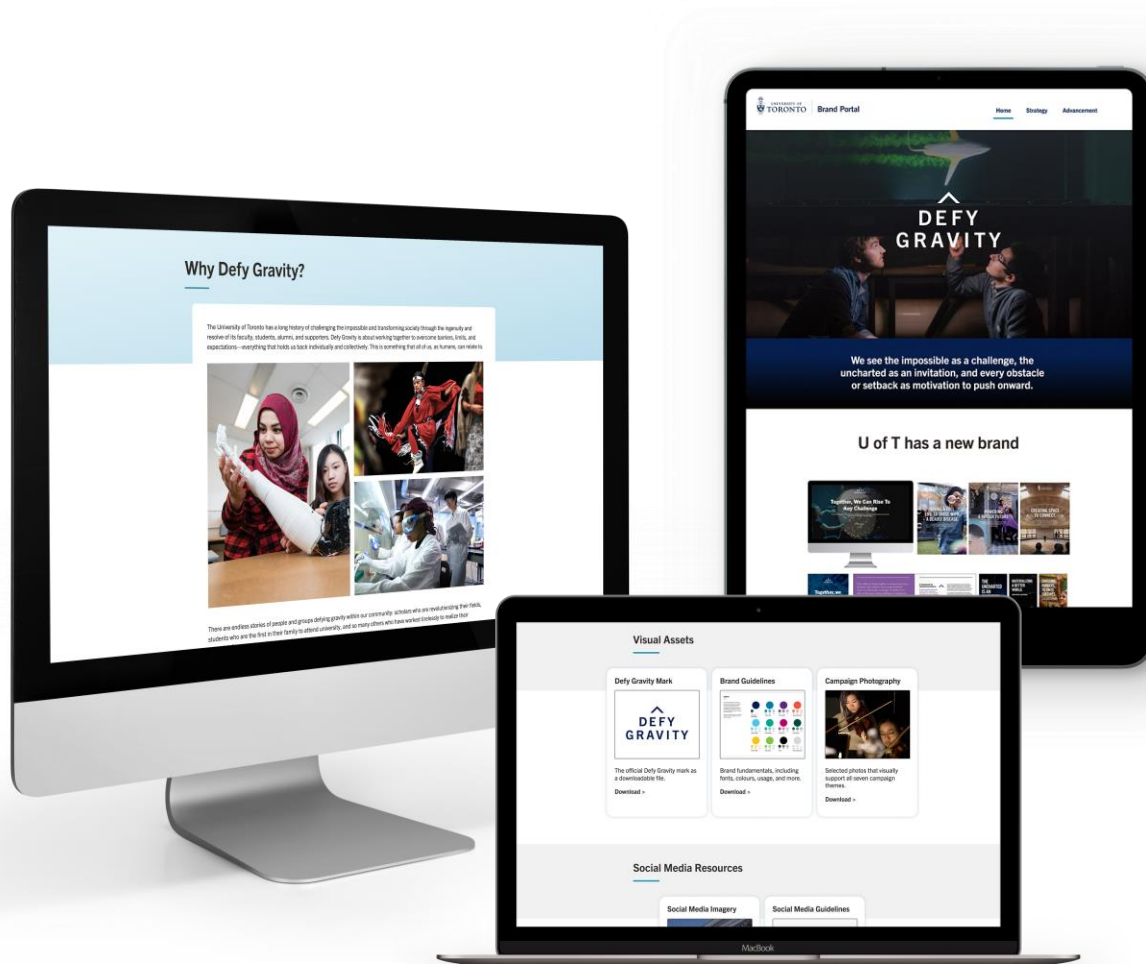 Why Defy Gravity?
The University of Toronto has a long history of challenging the impossible and transforming society through the ingenuity and
resolve of its faculty, students, alumni, and supporters. Defy Gravity is about working together to overcome barriers, limits, and
expectations—everything that holds us back individually and collectively. This is something that all of us, as humans, can relate to.
There are endless stories of people and groups defying gravity within our community: scholars who are revolutionizing their fields,
students who are the first in their family to attend university, and so many others who have worked tirelessly to realize their
UNIVERSITY OF
TORONTO
Brand Portal
Home Strategy Advancement
DEFY
GRAVITY
We see the impossible as a challenge, the
uncharted as an invitation, and every obstacle
or setback as motivation to push onward.
U of T has a new brand
Together, We Can Rise To
Any Challenge
CREATING SPACE
TO CONNECT
Together, we
THE
UNCHARTED
IS AN
Visual Assets
Defy Gravity Mark
DEFY
GRAVITY
The official Defy Gravity mark as
a downloadable file.
Download »
Brand Guidelines
Brand fundamentals, including
fonts, colours, usage, and more.
Download »
Campaign Photography
Selected photos that visually
support all seven campaign
themes.
Download »
Social Media Resources
Social Media Imagery
Social Media Guidelines
MacBook